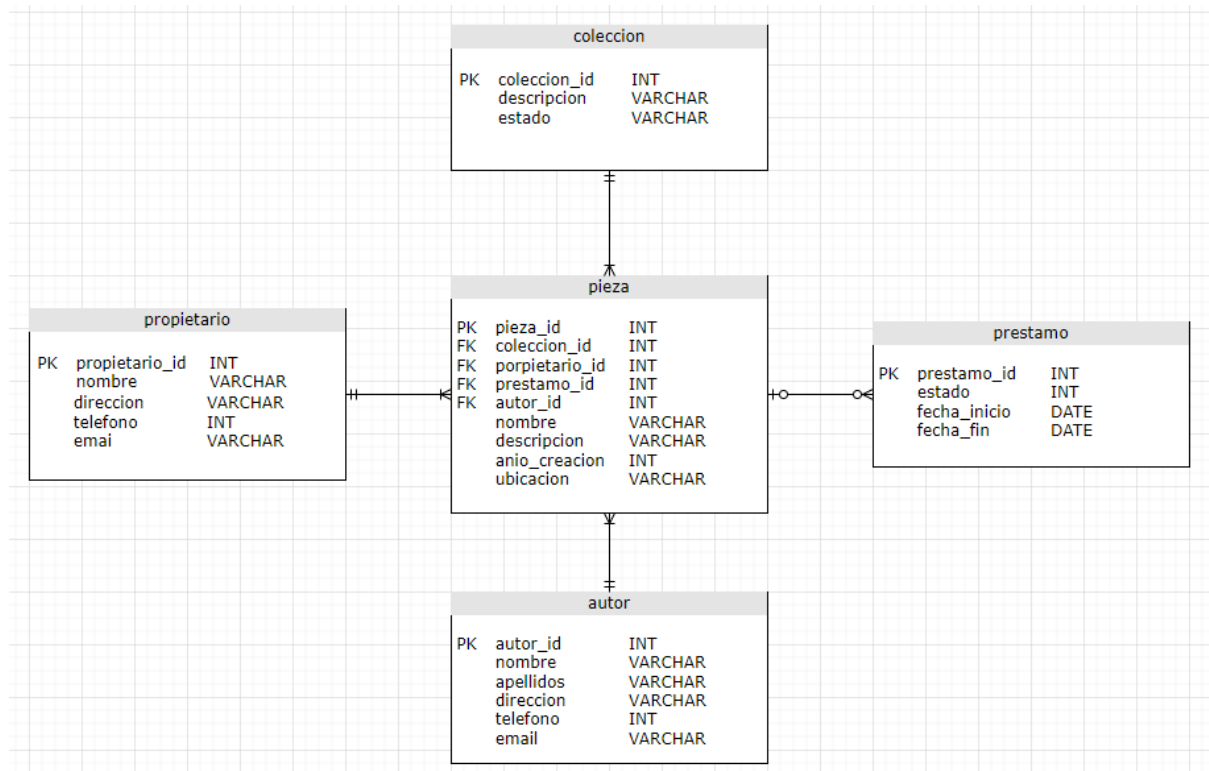 coleccion
PK coleccion_id INT
descripcion VARCHAR
estado VARCHAR
pieza
PK pieza_id INT
FK coleccion_id INT
FK porpietario_id INT
FK prestamo_id INT
FK autor_id INT
nombre VARCHAR
descripcion VARCHAR
anio_creacion INT
ubicacion VARCHAR
propietario
PK propietario_id INT
nombre VARCHAR
direccion VARCHAR
telefono INT
emai VARCHAR
prestamo
PK prestamo_id INT
estado INT
fecha_inicio DATE
fecha_fin DATE
autor
PK autor_id INT
nombre VARCHAR
apellidos VARCHAR
direccion VARCHAR
telefono INT
email VARCHAR